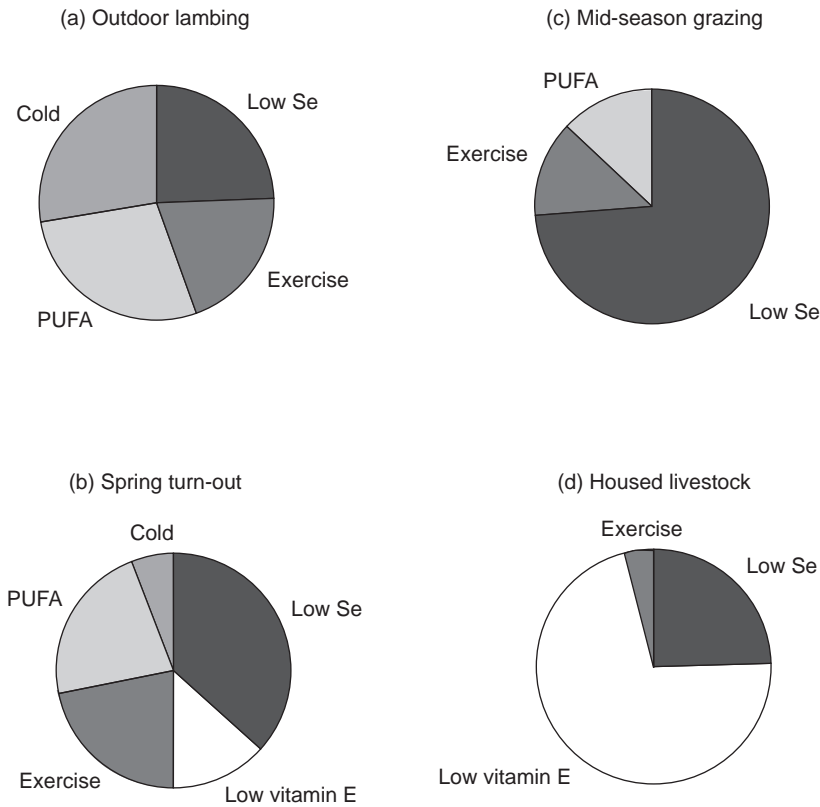 (a) Outdoor lambing
Cold
Low Se
Exercise
PUFA
(c) Mid-season grazing
PUFA
Exercise
Low Se
(b) Spring turn-out
Cold
PUFA
Low Se
Exercise
Low vitamin E
(d) Housed livestock
Exercise
Low Se
Low vitamin E